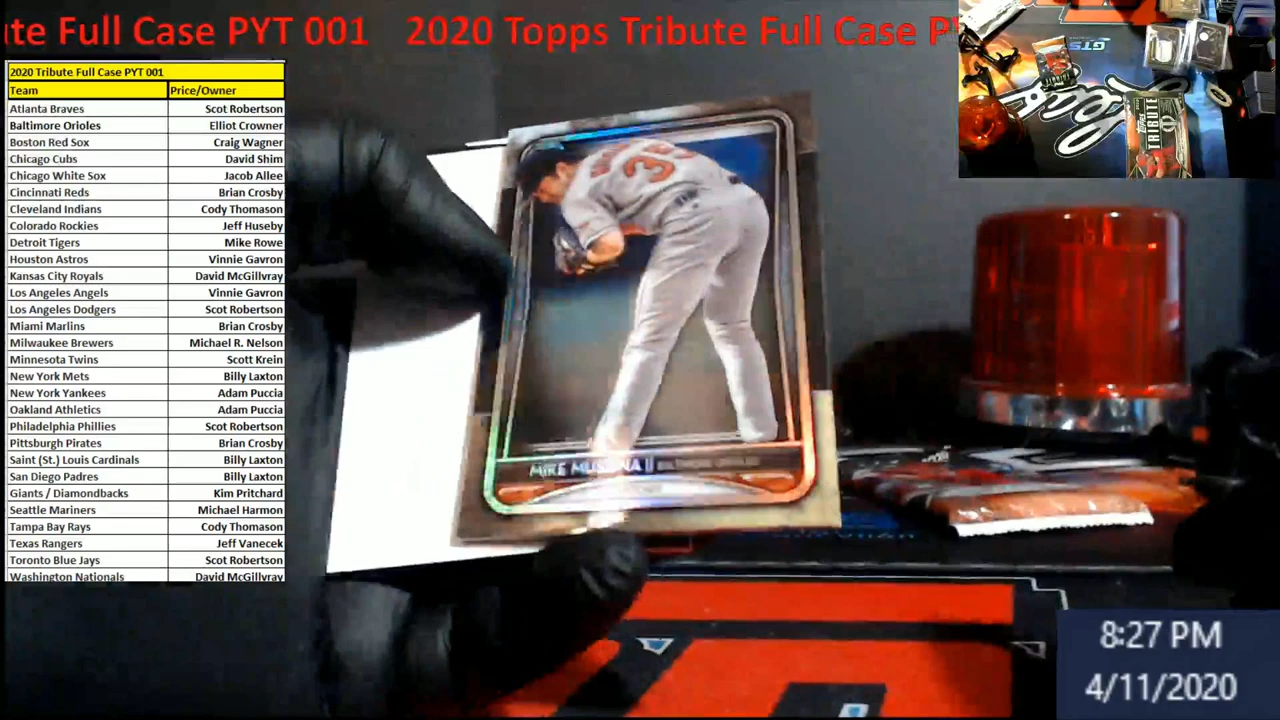 ute Full Case PYT 001 2020 Topps Tribute Full Case P
2020 Tribute Full Case PYT 001
Team Price/Owner
Atlanta Braves Scot Robertson
Baltimore Orioles Elliot Crowner
Boston Red Sox Craig Wagner
Chicago Cubs David Shim
Chicago White Sox Jacob Allee
Cincinnati Reds Brian Crosby
Cleveland Indians Cody Thomason
Colorado Rockies Jeff Huseby
Detroit Tigers Mike Rowe
Houston Astros Vinnie Gavron
Kansas City Royals David McGillvray
Los Angeles Angels Vinnie Gavron
Los Angeles Dodgers Scot Robertson
Miami Marlins Brian Crosby
Milwaukee Brewers Michael R. Nelson
Minnesota Twins Scott Krein
New York Mets Billy Laxton
New York Yankees Adam Puccia
Oakland Athletics Adam Puccia
Philadelphia Phillies Scot Robertson
Pittsburgh Pirates Brian Crosby
Saint (St.) Louis Cardinals Billy Laxton
San Diego Padres Billy Laxton
Giants / Diamondbacks Kim Pritchard
Seattle Mariners Michael Harmon
Tampa Bay Rays Cody Thomason
Texas Rangers Jeff Vanecek
Toronto Blue Jays Scot Robertson
Washington Nationals David McGillvray
35
MIKE MUSSINA
GTS
Leaf
TRIBUTE
8:27 PM
4/11/2020